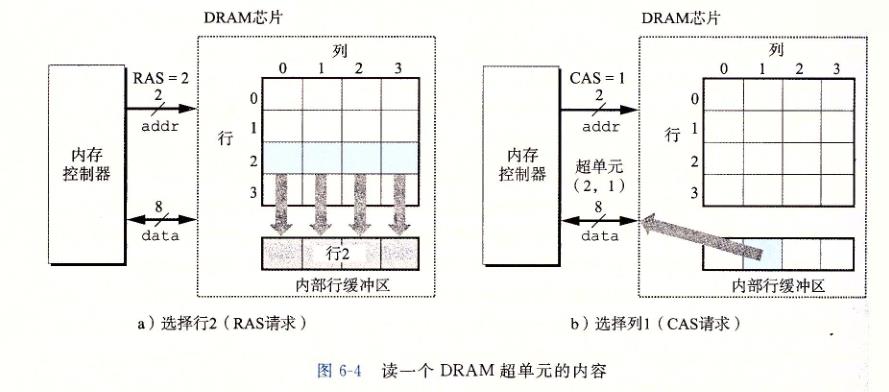 DRAM芯片
列
0 1 2 3
RAS = 2
2
addr
行
0
1
2
3
内存
控制器
8
data
行2
内部行缓冲区
a）选择行2（RAS请求）
DRAM芯片
列
0 1 2 3
CAS = 1
2
addr
行
0
1
2
3
内存
控制器
超单元
（2，1）
8
data
内部行缓冲区
b）选择列1（CAS请求）
图 6-4 读一个 DRAM 超单元的内容